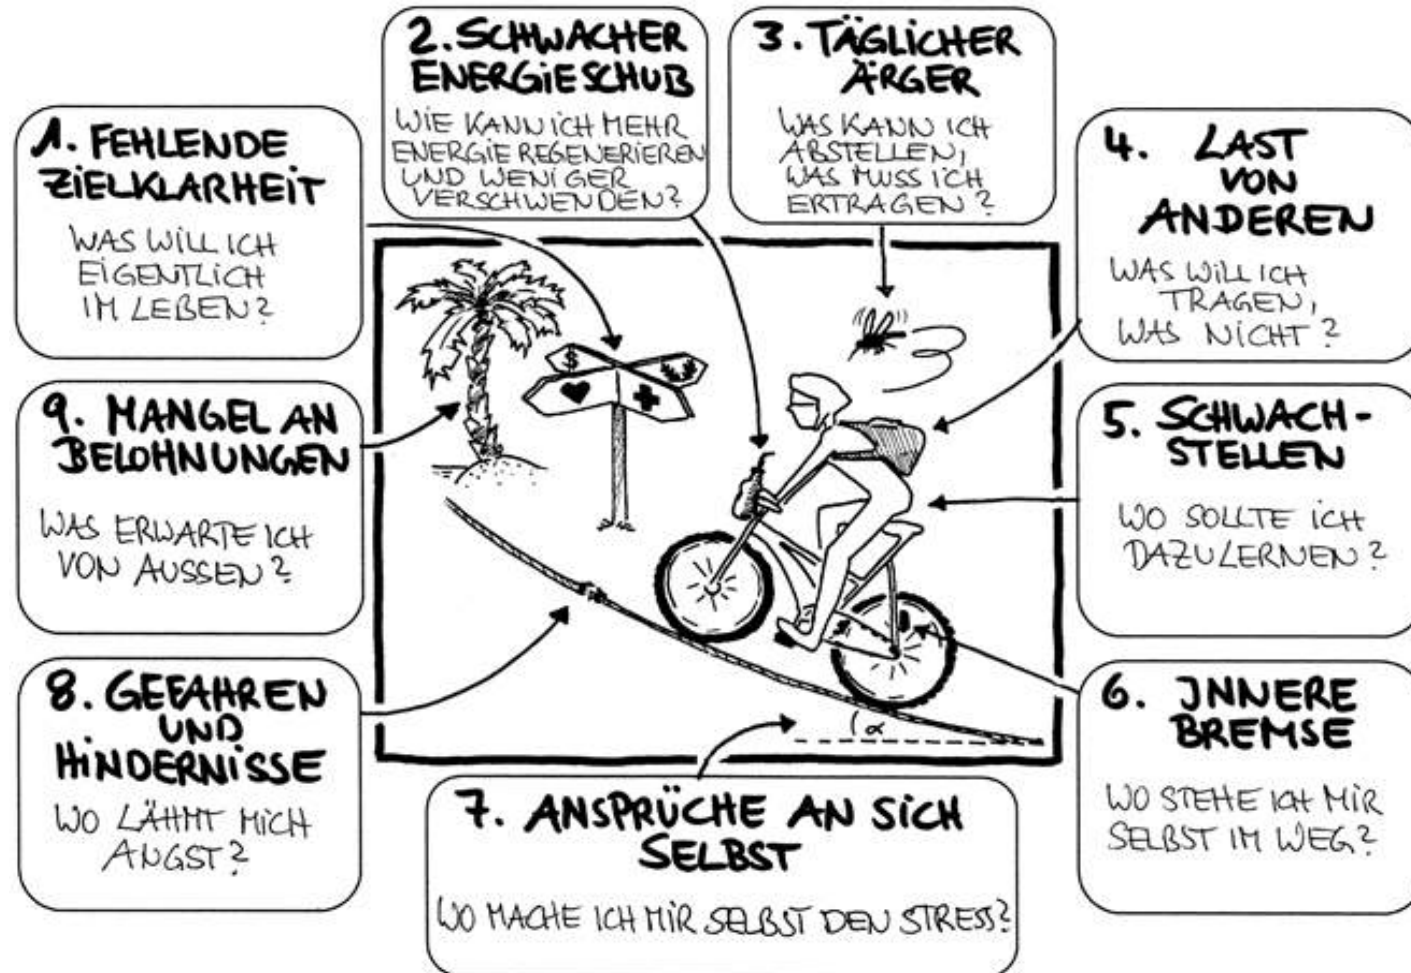 1. FEHLENDE
ZIELKLARHEIT
WAS WILL ICH
EIGENTLICH
IM LEBEN?
2. SCHWACHER
ENERGIESCHUB
WIE KANN ICH MEHR
ENERGIE REGENERIEREN
UND WENIGER
VERSCHWENDEN?
3. TÄGLICHER
ÄRGER
WAS KANN ICH
ABSTELLEN,
WAS MUSS ICH
ERTRAGEN?
4. LAST
VON
ANDEREN
WAS WILL ICH
TRAGEN,
WAS NICHT?
5. SCHWACH-
STELLEN
WO SOLLTE ICH
DAZULERNEN?
6. INNERE
BREMSE
WO STEHE ICH MIR
SELBST IM WEG?
7. ANSPRÜCHE AN SICH
SELBST
WO MACHE ICH MIR SELBST DEN STRESS?
8. GEFAHREN
UND
HINDERNISSE
WO LÄHMT MICH
ANGST?
9. MANGEL AN
BELOHNUNGEN
WAS ERWARTE ICH
VON AUSSEN?
$
α